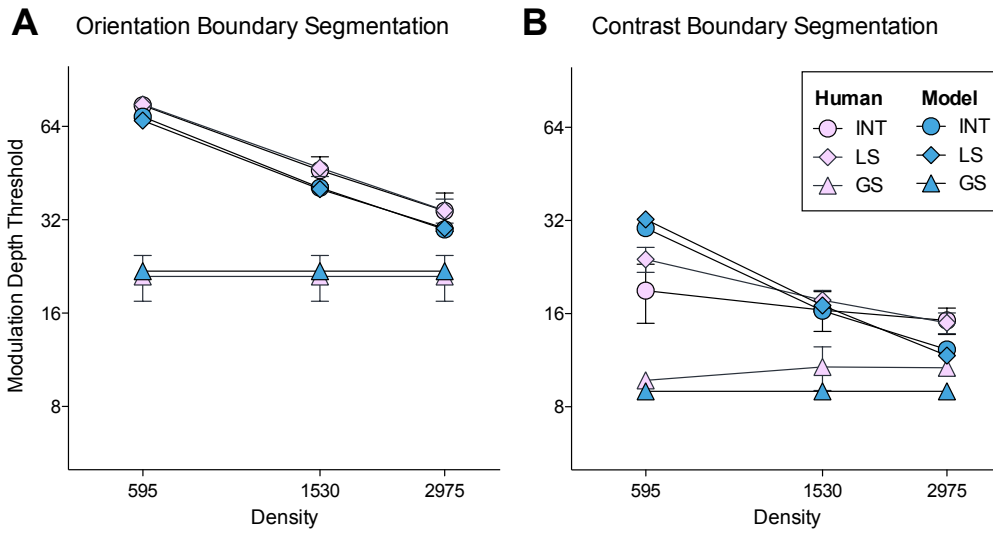 A Orientation Boundary Segmentation
Modulation Depth Threshold
64
32
16
8
595 1530 2975
Density
B Contrast Boundary Segmentation
64
32
16
8
595 1530 2975
Density
Human Model
INT INT
LS LS
GS GS